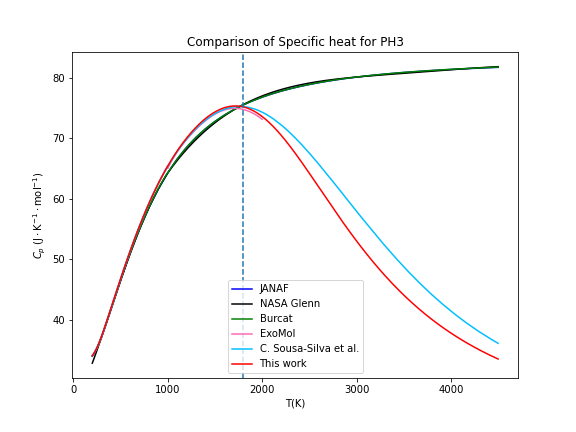 Comparison of Specific heat for PH3
80
70
60
50
40
C_p (J · K⁻¹ · mol⁻¹)
JANAF
NASA Glenn
Burcat
ExoMol
C. Sousa-Silva et al.
This work
0 1000 2000 3000 4000
T(K)